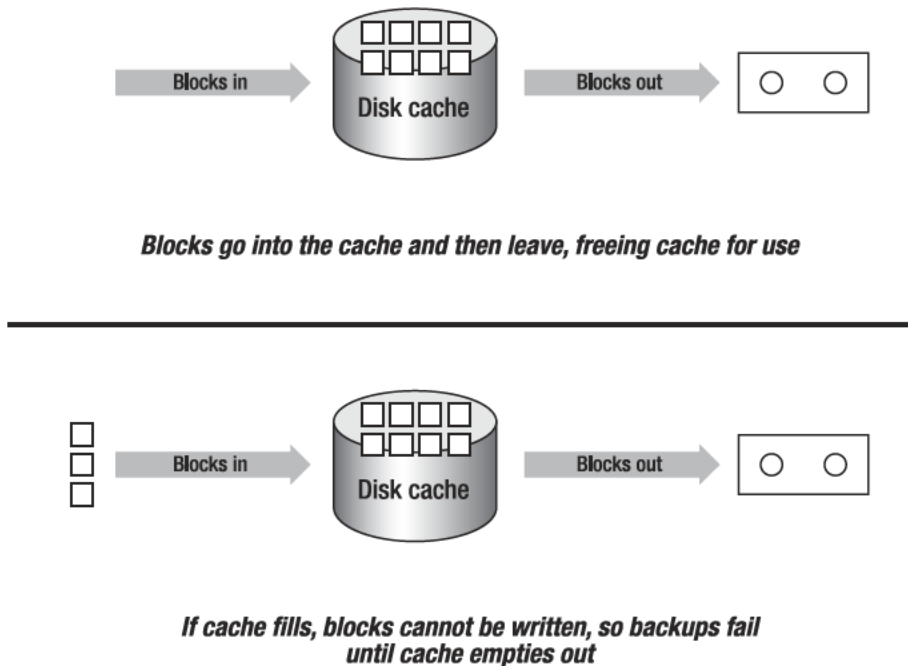 Blocks in
Disk cache
Blocks out
Blocks go into the cache and then leave, freeing cache for use
Blocks in
Disk cache
Blocks out
If cache fills, blocks cannot be written, so backups fail
until cache empties out